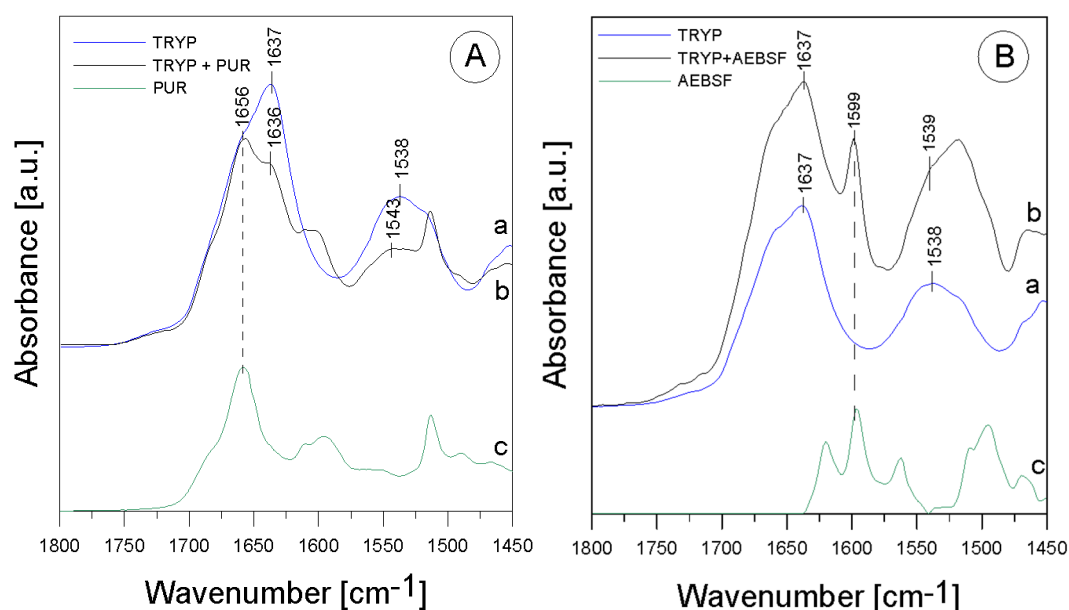 TRYP
TRYP + PUR
PUR
A
1637
1656
1636
1538
1543
a
b
c
Absorbance [a.u.]
1800 1750 1700 1650 1600 1550 1500 1450
Wavenumber [cm-1]
TRYP
TRYP+AEBSF
AEBSF
B
1637
1599
1539
1637
1538
b
a
c
Absorbance [a.u.]
1800 1750 1700 1650 1600 1550 1500 1450
Wavenumber [cm-1]